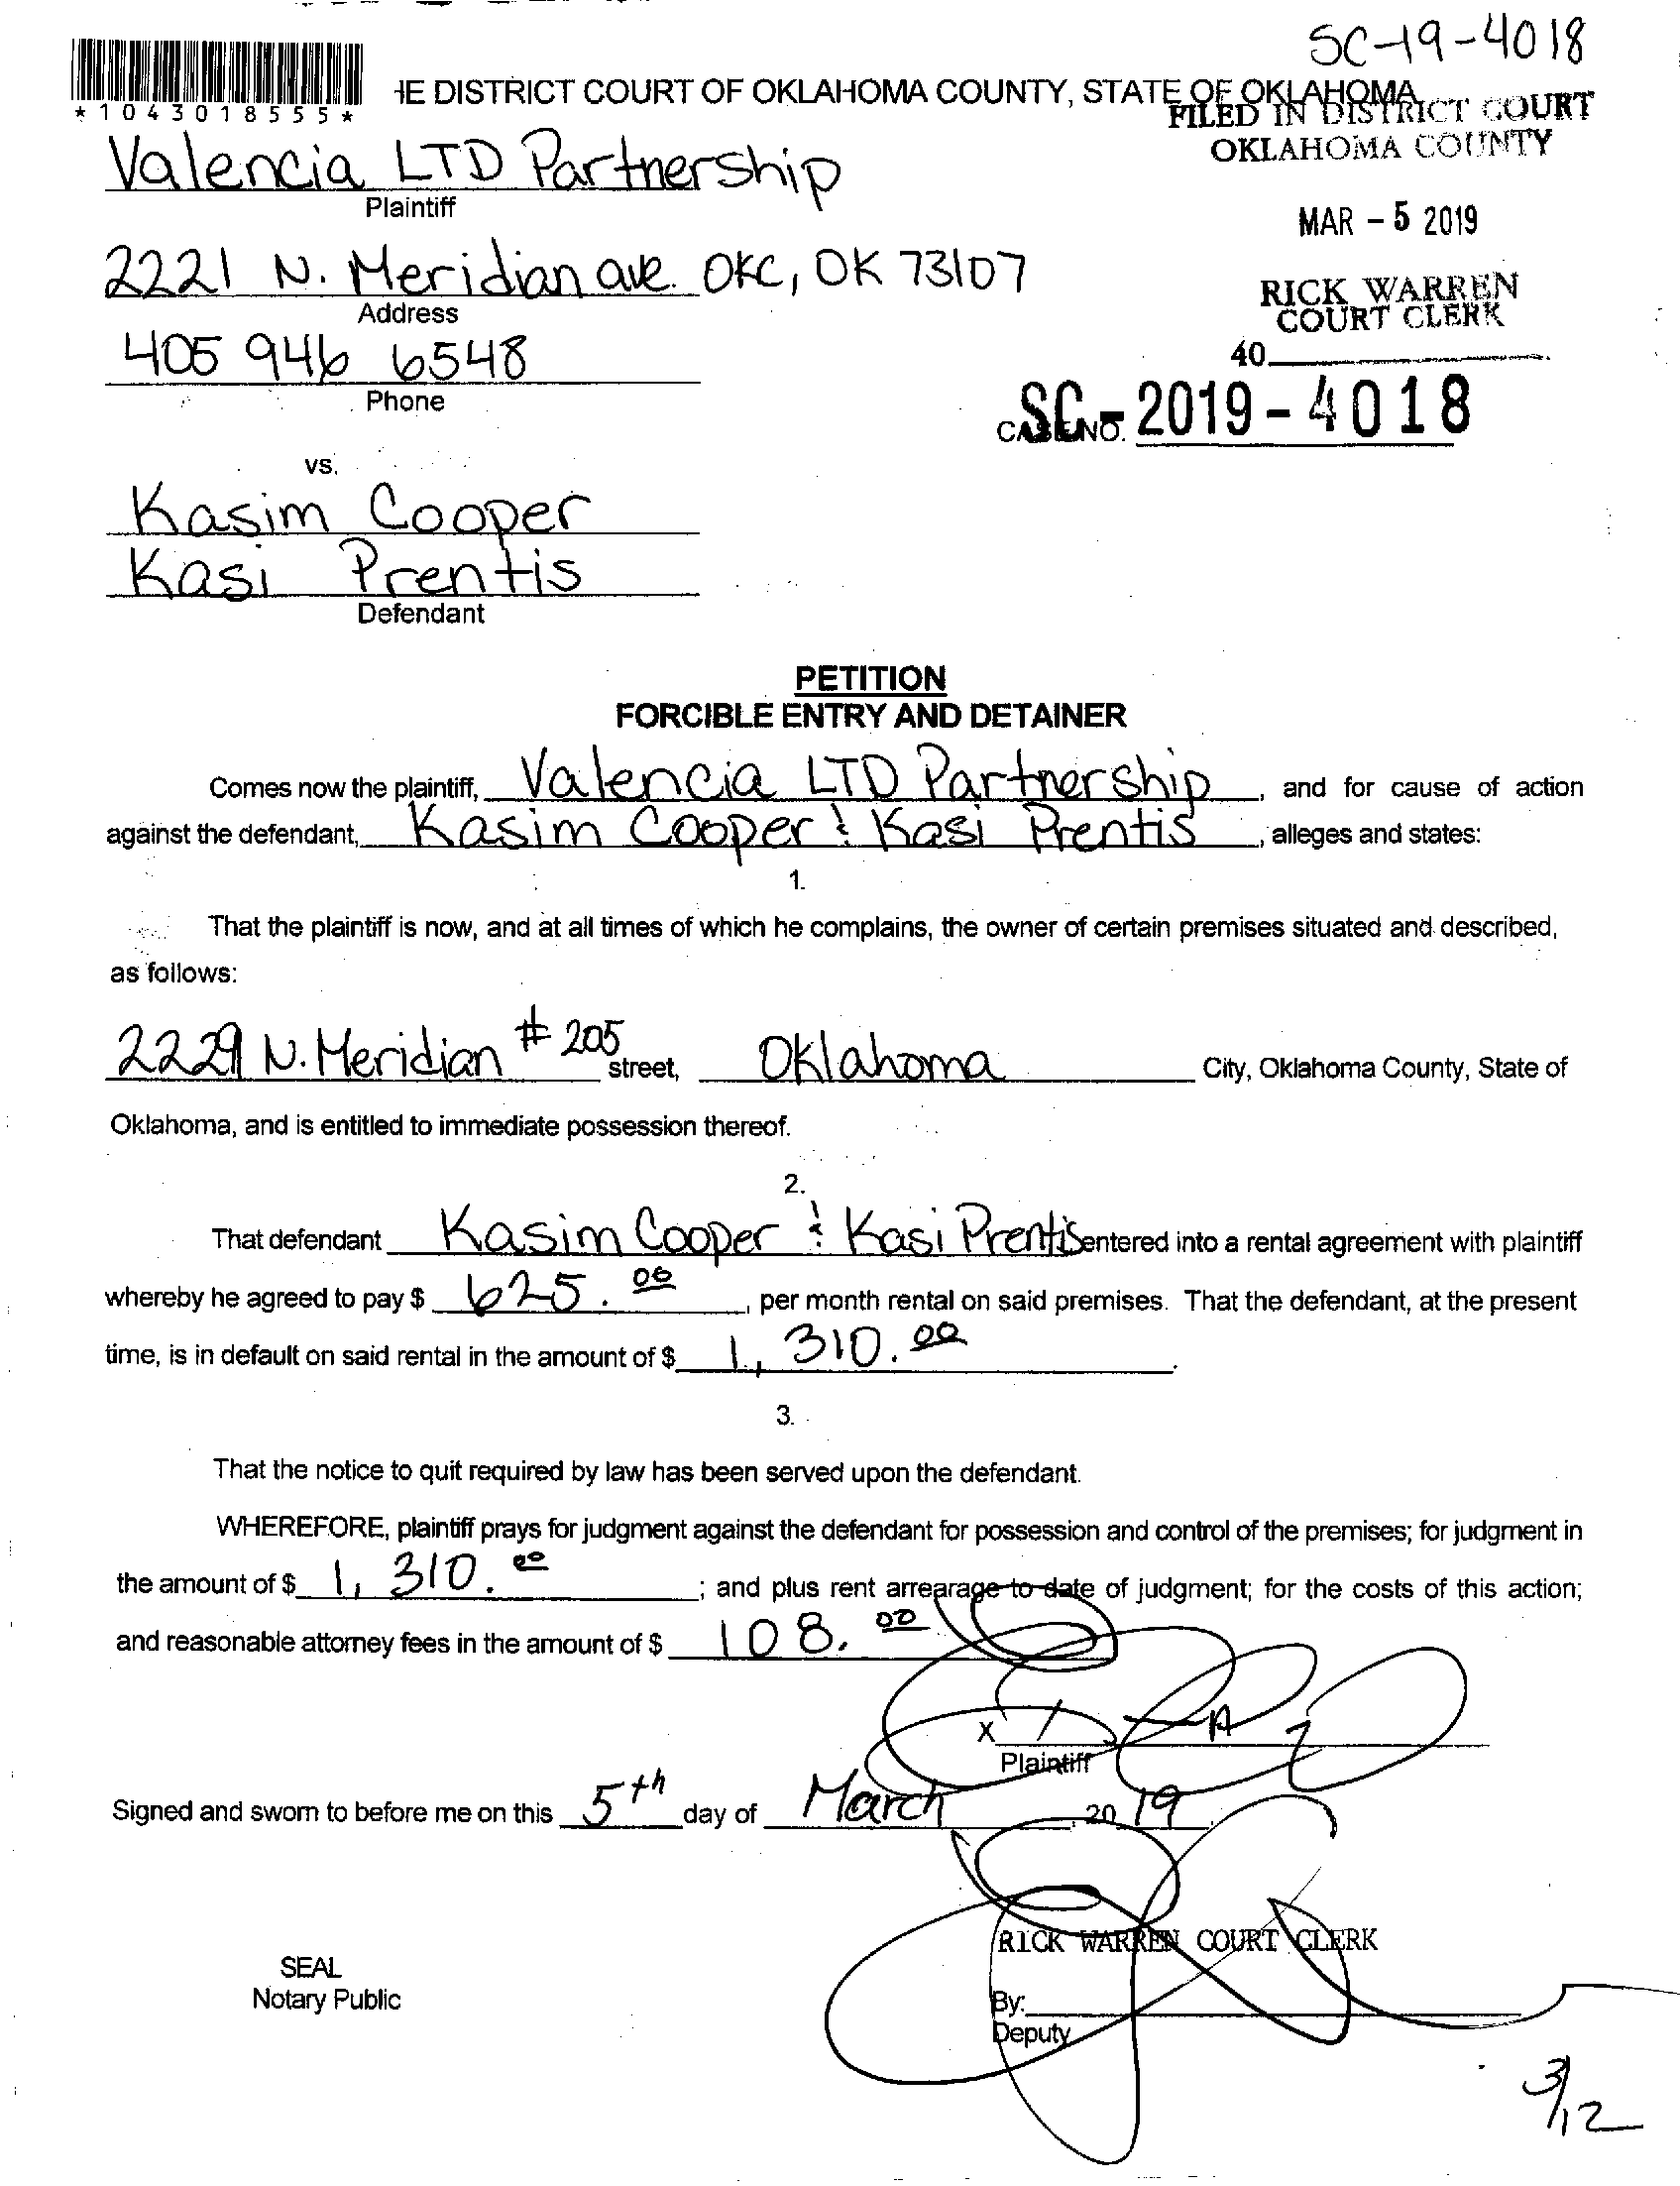 SC-19-4018
*1043018555*
HE DISTRICT COURT OF OKLAHOMA COUNTY, STATE OF OKLAHOMA
FILED IN DISTRICT COURT
OKLAHOMA COUNTY
Valencia LTD Partnership
Plaintiff
MAR - 5 2019
2221 N. Meridian ave. OKC, OK 73107
Address
RICK WARREN
COURT CLERK
405 946 6548
40
Phone
CASE NO. SC-2019-4018
vs.
Kasim Cooper
Kasi Prentis
Defendant
PETITION
FORCIBLE ENTRY AND DETAINER
Comes now the plaintiff, Valencia LTD Partnership, and for cause of action
against the defendant, Kasim Cooper & Kasi Prentis, alleges and states:
1.
That the plaintiff is now, and at all times of which he complains, the owner of certain premises situated and described,
as follows:
2229 N. Meridian # 205 street, Oklahoma City, Oklahoma County, State of
Oklahoma, and is entitled to immediate possession thereof.
2.
That defendant Kasim Cooper & Kasi Prentis entered into a rental agreement with plaintiff
whereby he agreed to pay $ 625.00, per month rental on said premises. That the defendant, at the present
time, is in default on said rental in the amount of $ 1,310.00.
3.
That the notice to quit required by law has been served upon the defendant.
WHEREFORE, plaintiff prays for judgment against the defendant for possession and control of the premises; for judgment in
the amount of $ 1,310.00; and plus rent arrearage to date of judgment; for the costs of this action;
and reasonable attorney fees in the amount of $ 108.00
X
Plaintiff
Signed and sworn to before me on this 5th day of March, 20 19.
RICK WARREN COURT CLERK
SEAL
Notary Public
By:
Deputy
3/12